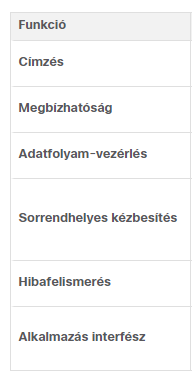 Funkció
Címzés
Megbízhatóság
Adatfolyam-vezérlés
Sorrendhelyes kézbesítés
Hibafelismerés
Alkalmazás interfész